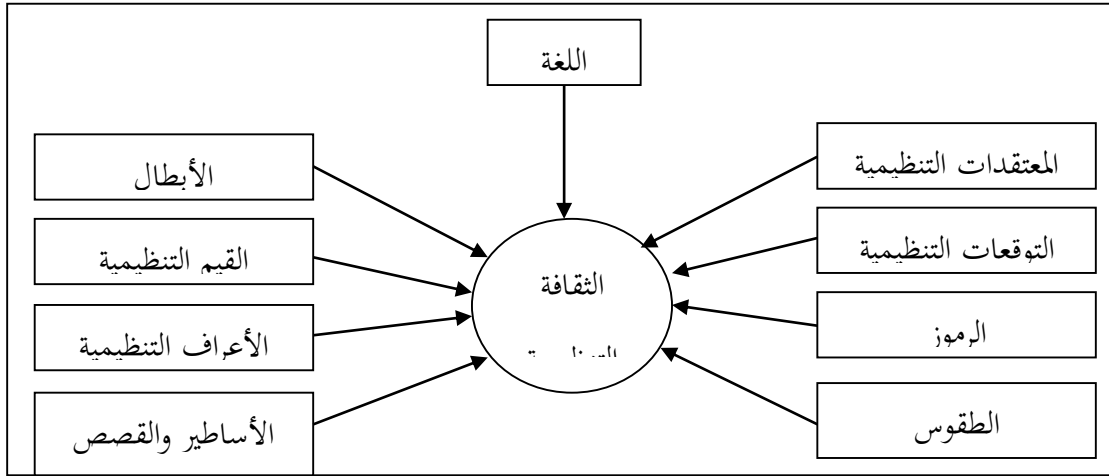 اللغة
المعتقدات التنظيمية
الأبطال
التوقعات التنظيمية
القيم التنظيمية
الثقافة
الرموز
الأعراف التنظيمية
الطقوس
الأساطير والقصص